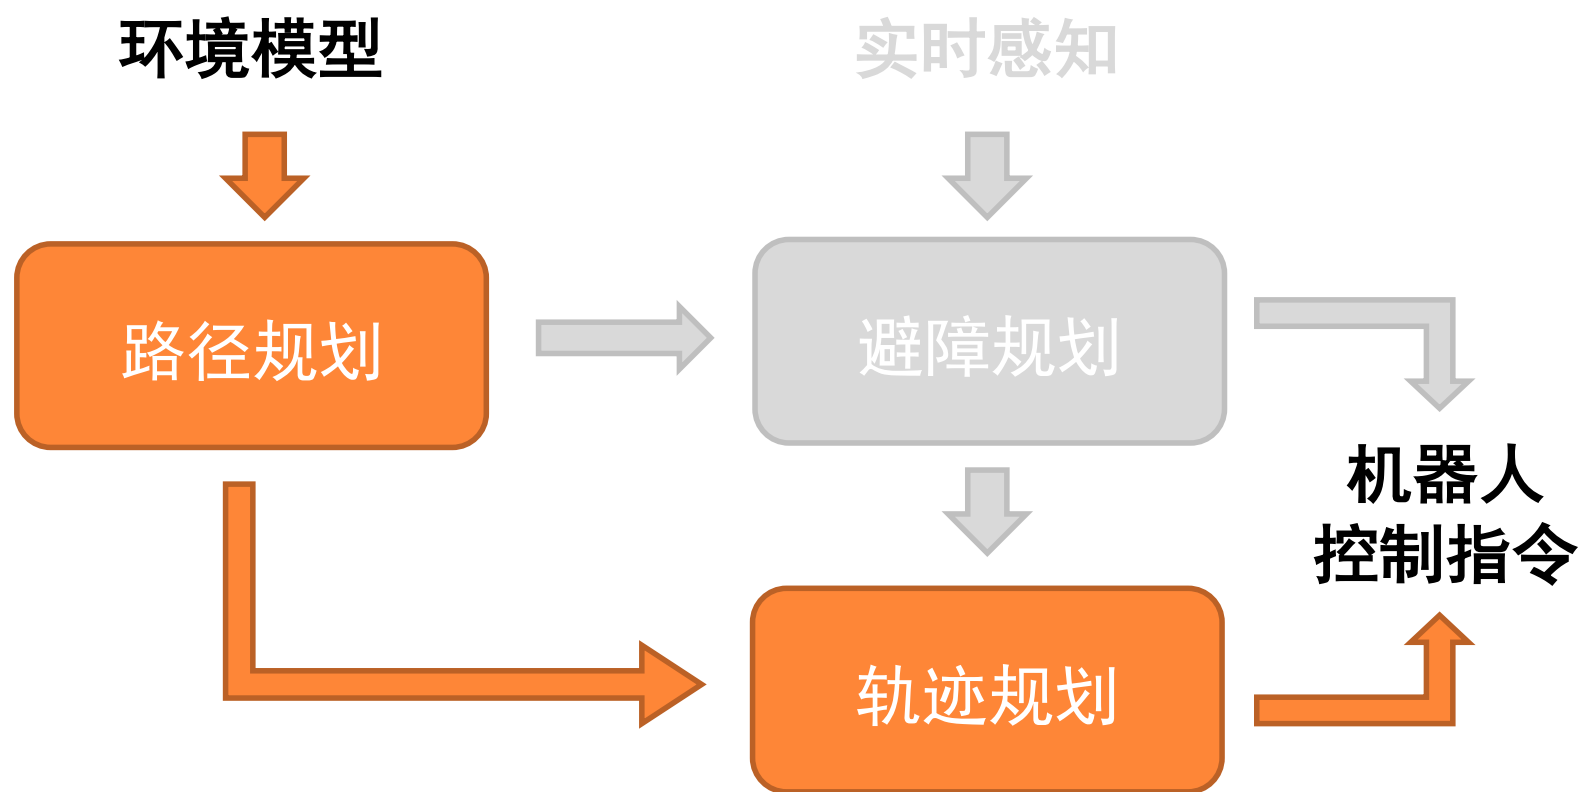 环境模型
实时感知
路径规划
避障规划
机器人
控制指令
轨迹规划